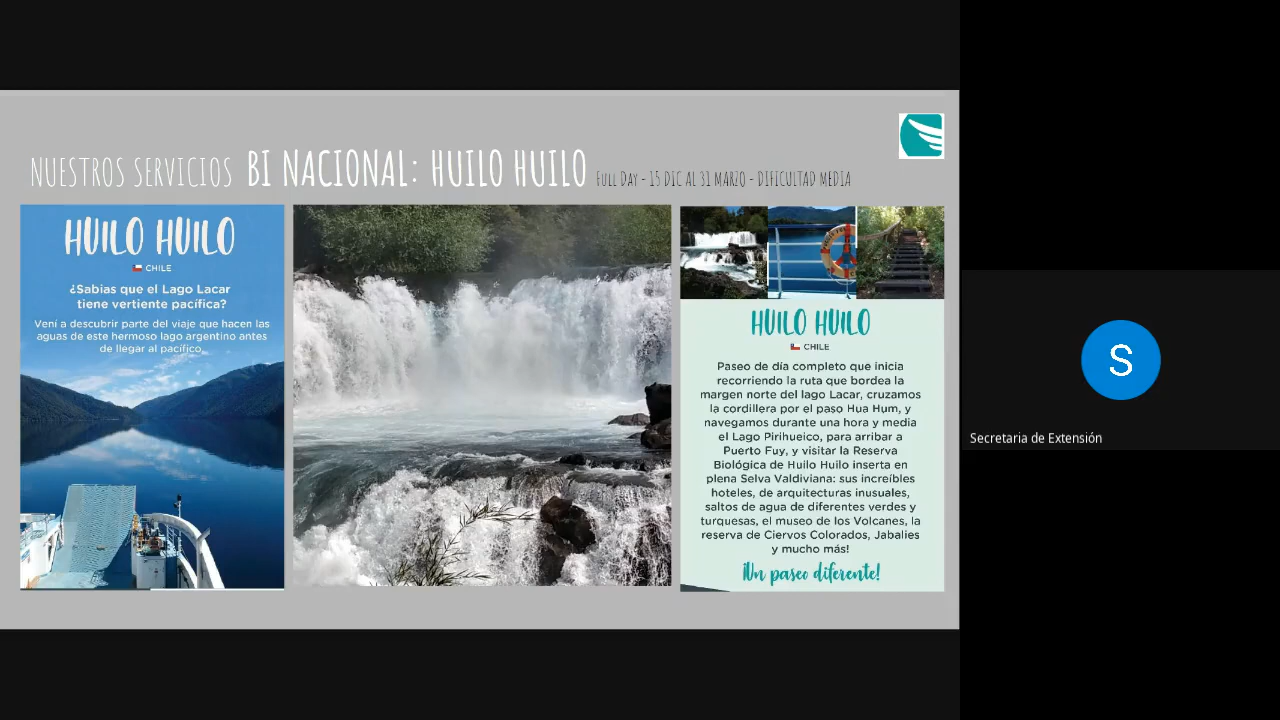 NUESTROS SERVICIOS BI NACIONAL: HUILO HUILO FULL DAY - 15 DIC AL 31 MARZO - DIFICULTAD MEDIA
HUILO HUILO
CHILE
¿Sabias que el Lago Lacar
tiene vertiente pacífica?
Vení a descubrir parte del viaje que hacen las
aguas de este hermoso lago argentino antes
de llegar al pacífico.
HUILO HUILO
CHILE
Paseo de día completo que inicia
recorriendo la ruta que bordea la
margen norte del lago Lacar, cruzamos
la cordillera por el paso Hua Hum, y
navegamos durante una hora y media
el Lago Pirihueico, para arribar a
Puerto Fuy, y visitar la Reserva
Biológica de Huilo Huilo inserta en
plena Selva Valdiviana: sus increíbles
hoteles, de arquitecturas inusuales,
saltos de agua de diferentes verdes y
turquesas, el museo de los Volcanes, la
reserva de Ciervos Colorados, Jabalies
y mucho más!
¡Un paseo diferente!
S
Secretaria de Extensión